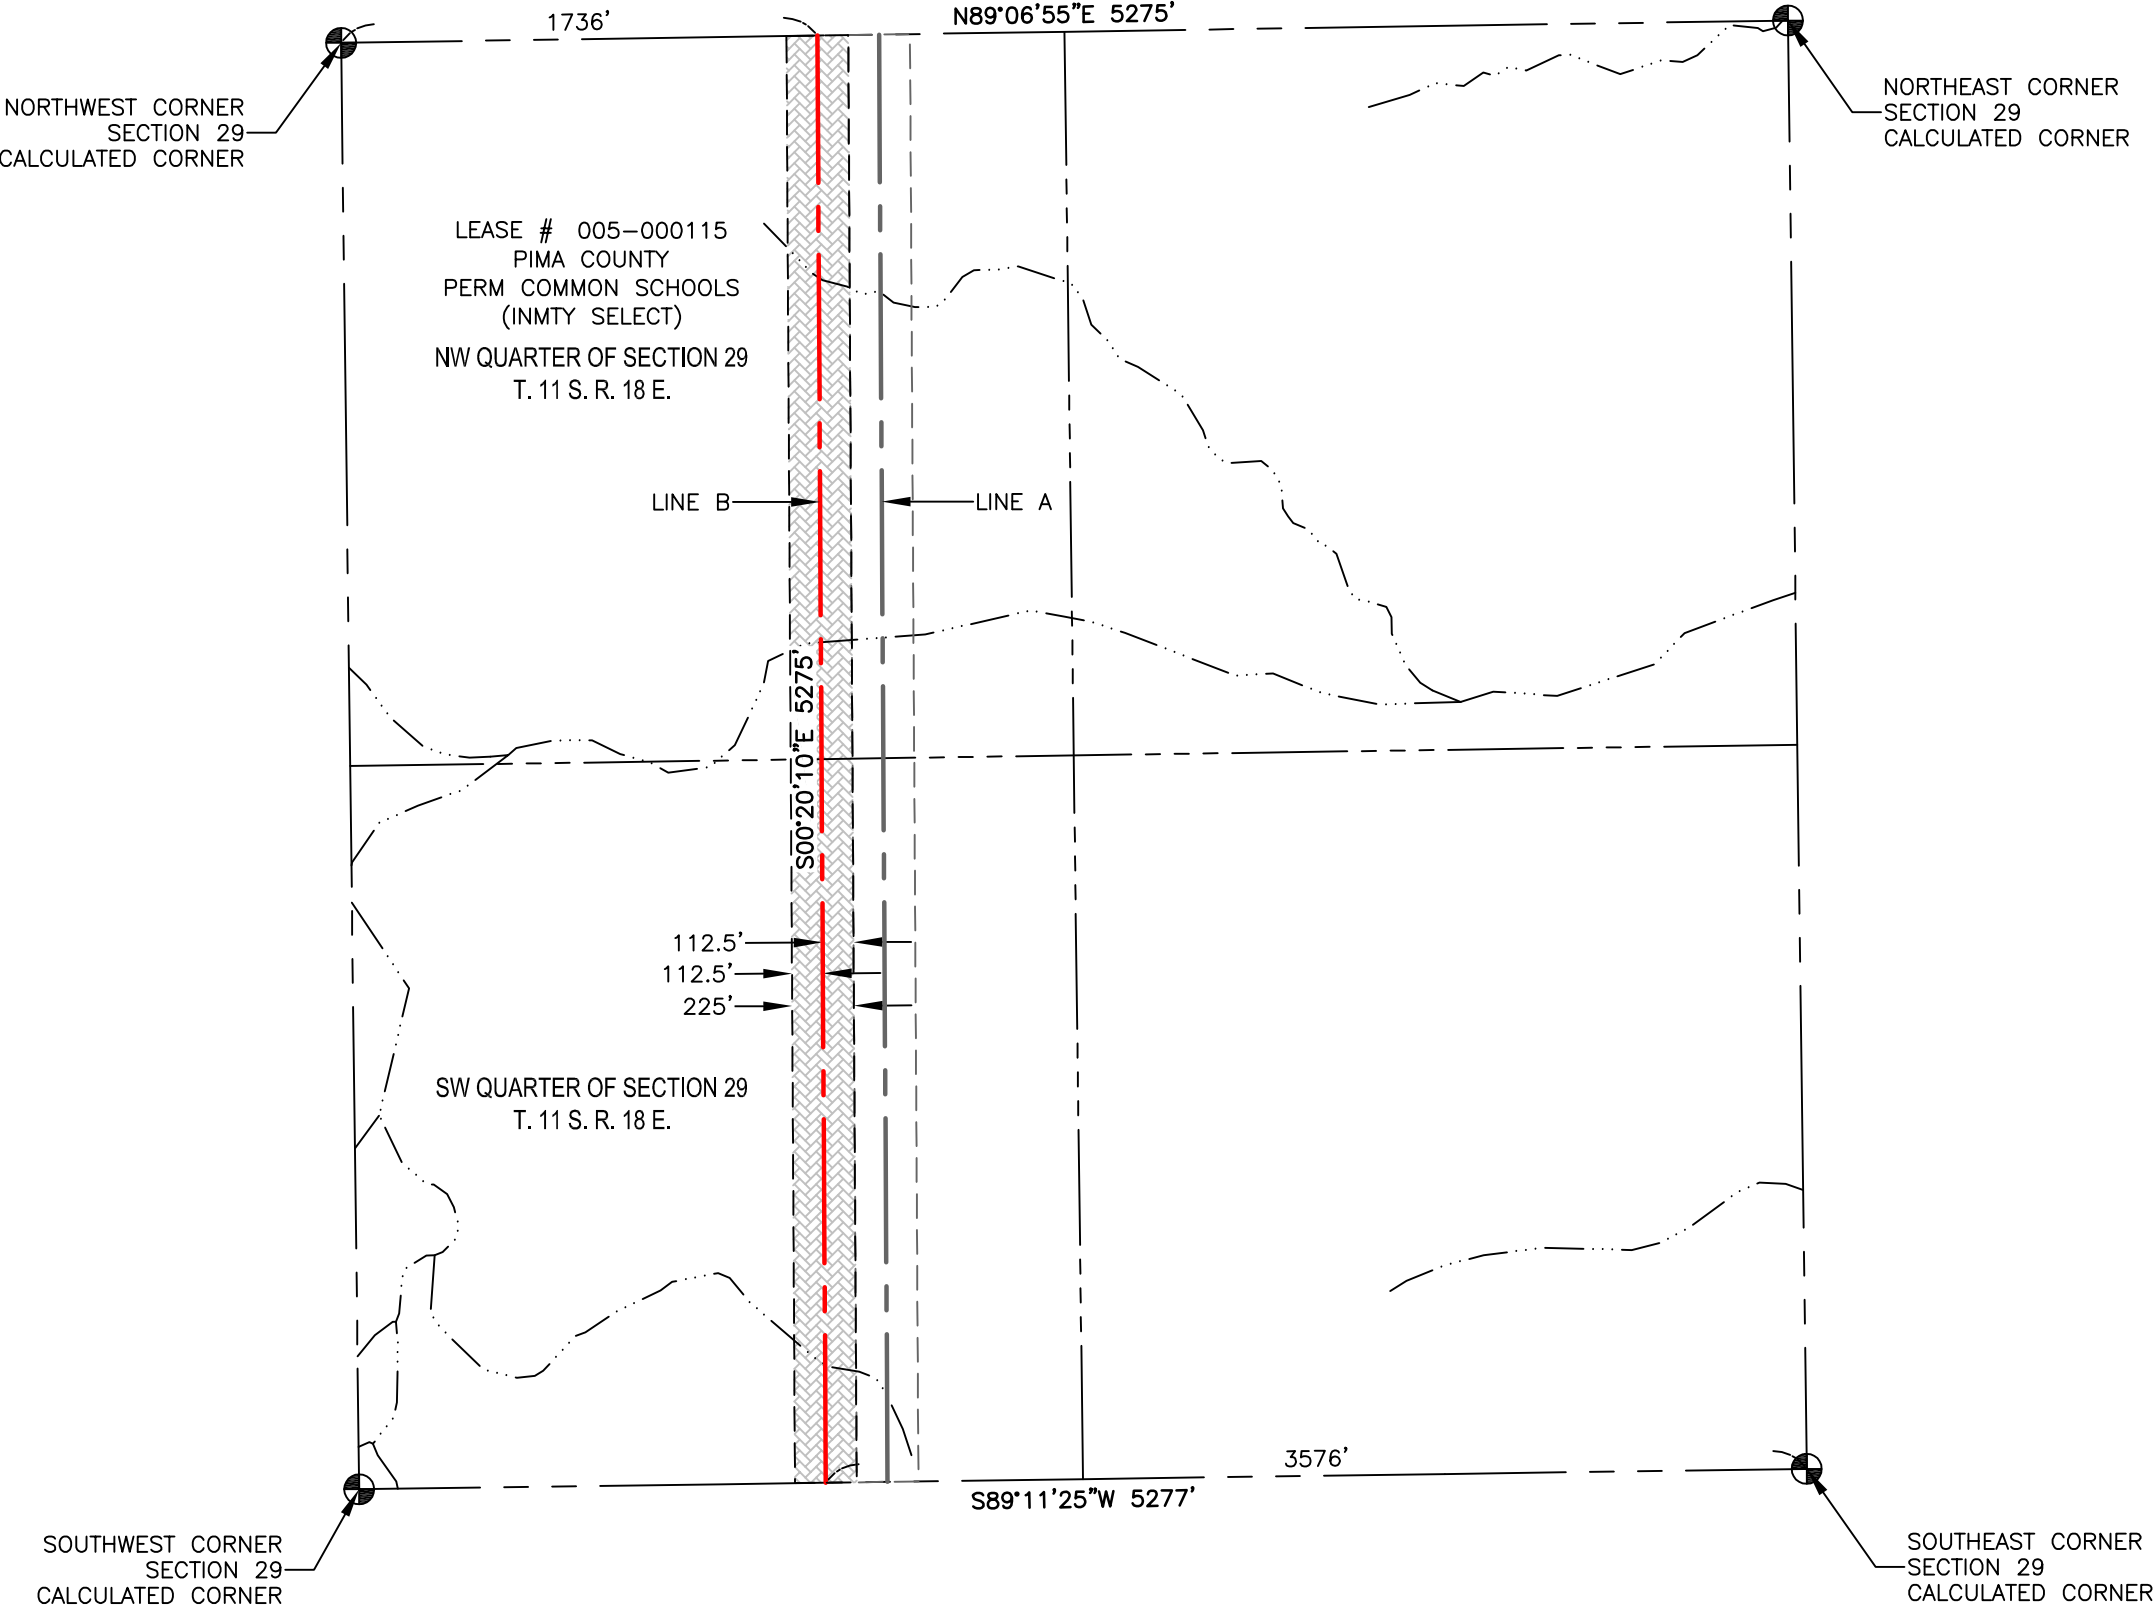 1736'
N89°06'55"E 5275'
NORTHWEST CORNER
SECTION 29
CALCULATED CORNER
NORTHEAST CORNER
SECTION 29
CALCULATED CORNER
LEASE # 005-000115
PIMA COUNTY
PERM COMMON SCHOOLS
(INMTY SELECT)
NW QUARTER OF SECTION 29
T. 11 S. R. 18 E.
LINE B
LINE A
S00°20'10"E 5275'
112.5'
112.5'
225'
SW QUARTER OF SECTION 29
T. 11 S. R. 18 E.
3576'
S89°11'25"W 5277'
SOUTHWEST CORNER
SECTION 29
CALCULATED CORNER
SOUTHEAST CORNER
SECTION 29
CALCULATED CORNER